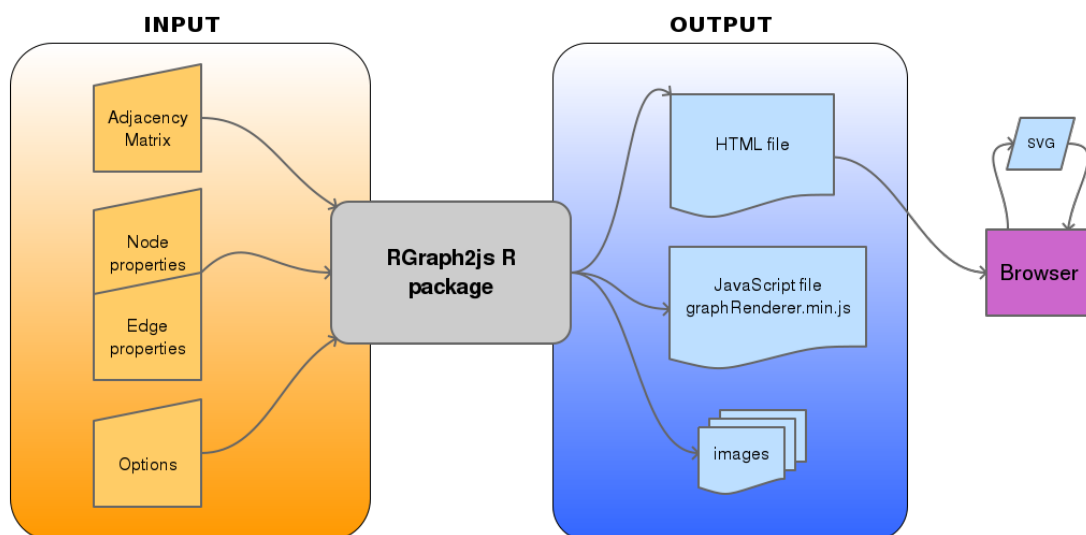 INPUT
OUTPUT
Adjacency
Matrix
Node
properties
Edge
properties
Options
RGraph2js R
package
HTML file
JavaScript file
graphRenderer.min.js
images
SVG
Browser